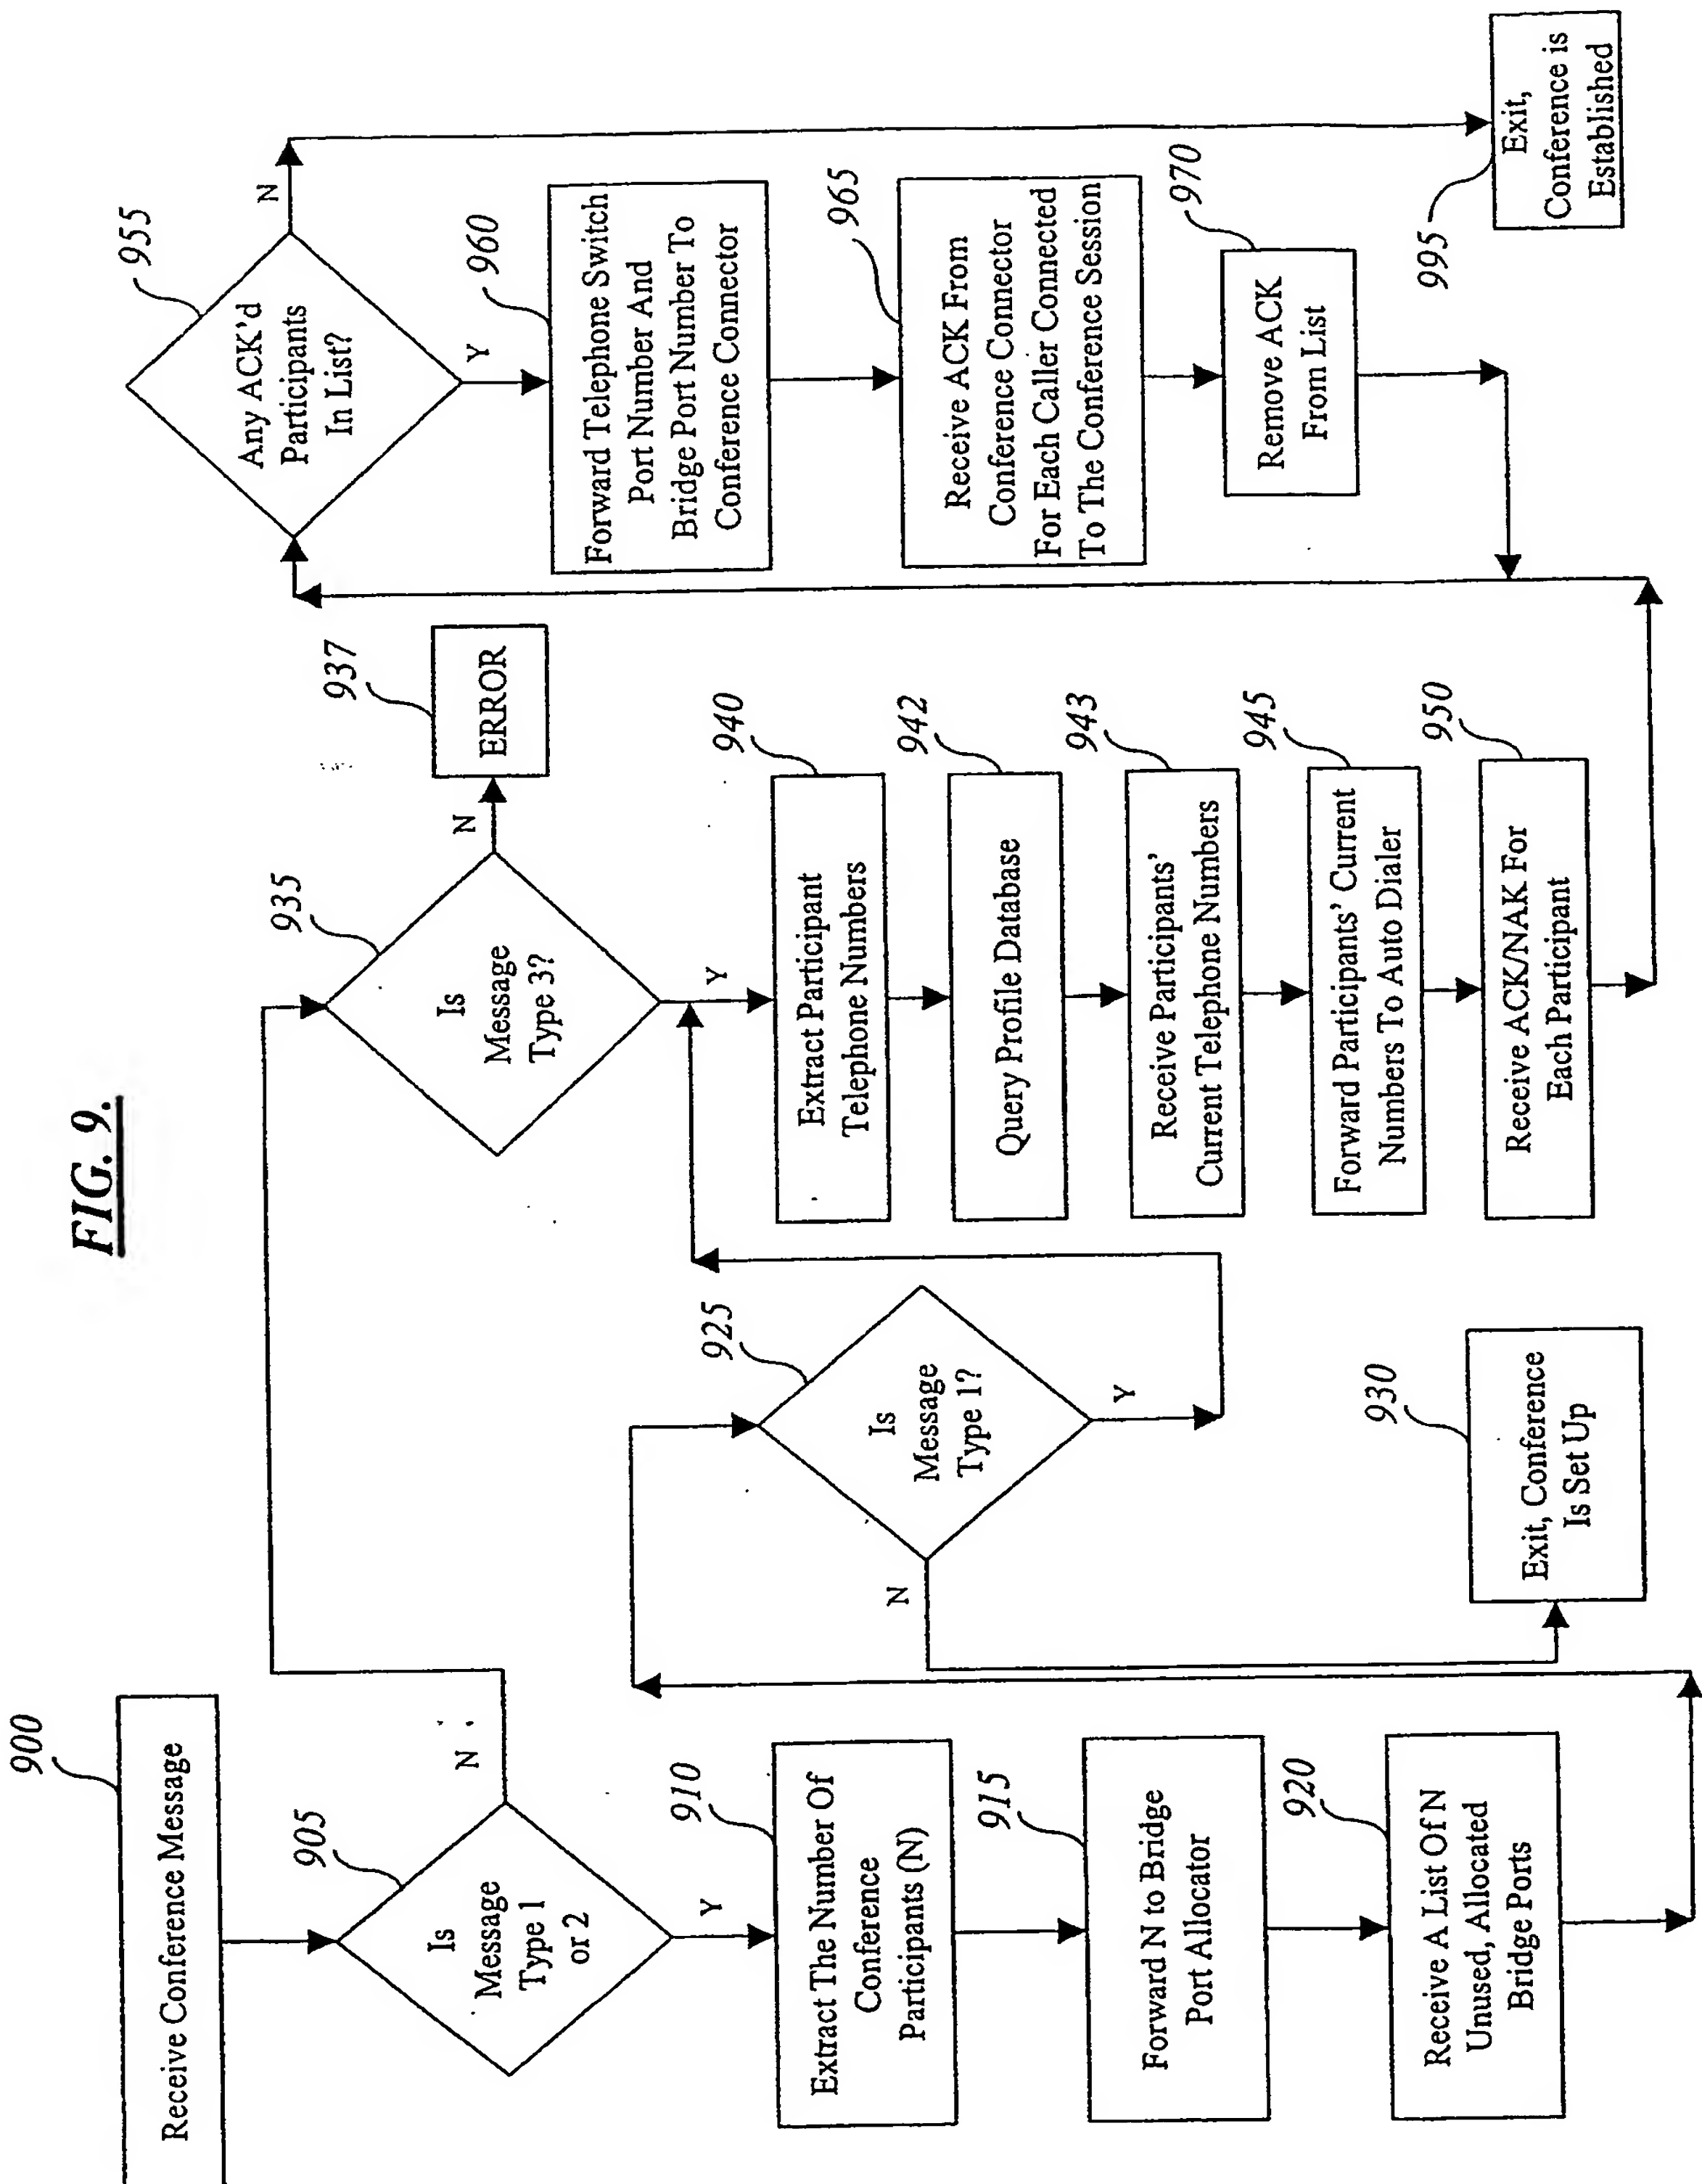 FIG. 9.
900
Receive Conference Message
905
Is
Message
Type 1
or 2
N
Y
910
Extract The Number Of
Conference
Participants (N)
915
Forward N to Bridge
Port Allocator
920
Receive A List Of N
Unused, Allocated
Bridge Ports
925
Is
Message
Type 1?
N
Y
930
Exit, Conference
Is Set Up
935
Is
Message
Type 3?
N
Y
937
ERROR
940
Extract Participant
Telephone Numbers
942
Query Profile Database
943
Receive Participants'
Current Telephone Numbers
945
Forward Participants' Current
Numbers To Auto Dialer
950
Receive ACK/NAK For
Each Participant
955
Any ACK'd
Participants
In List?
N
Y
960
Forward Telephone Switch
Port Number And
Bridge Port Number To
Conference Connector
965
Receive ACK From
Conference Connector
For Each Caller Connected
To The Conference Session
970
Remove ACK
From List
995
Exit,
Conference is
Established